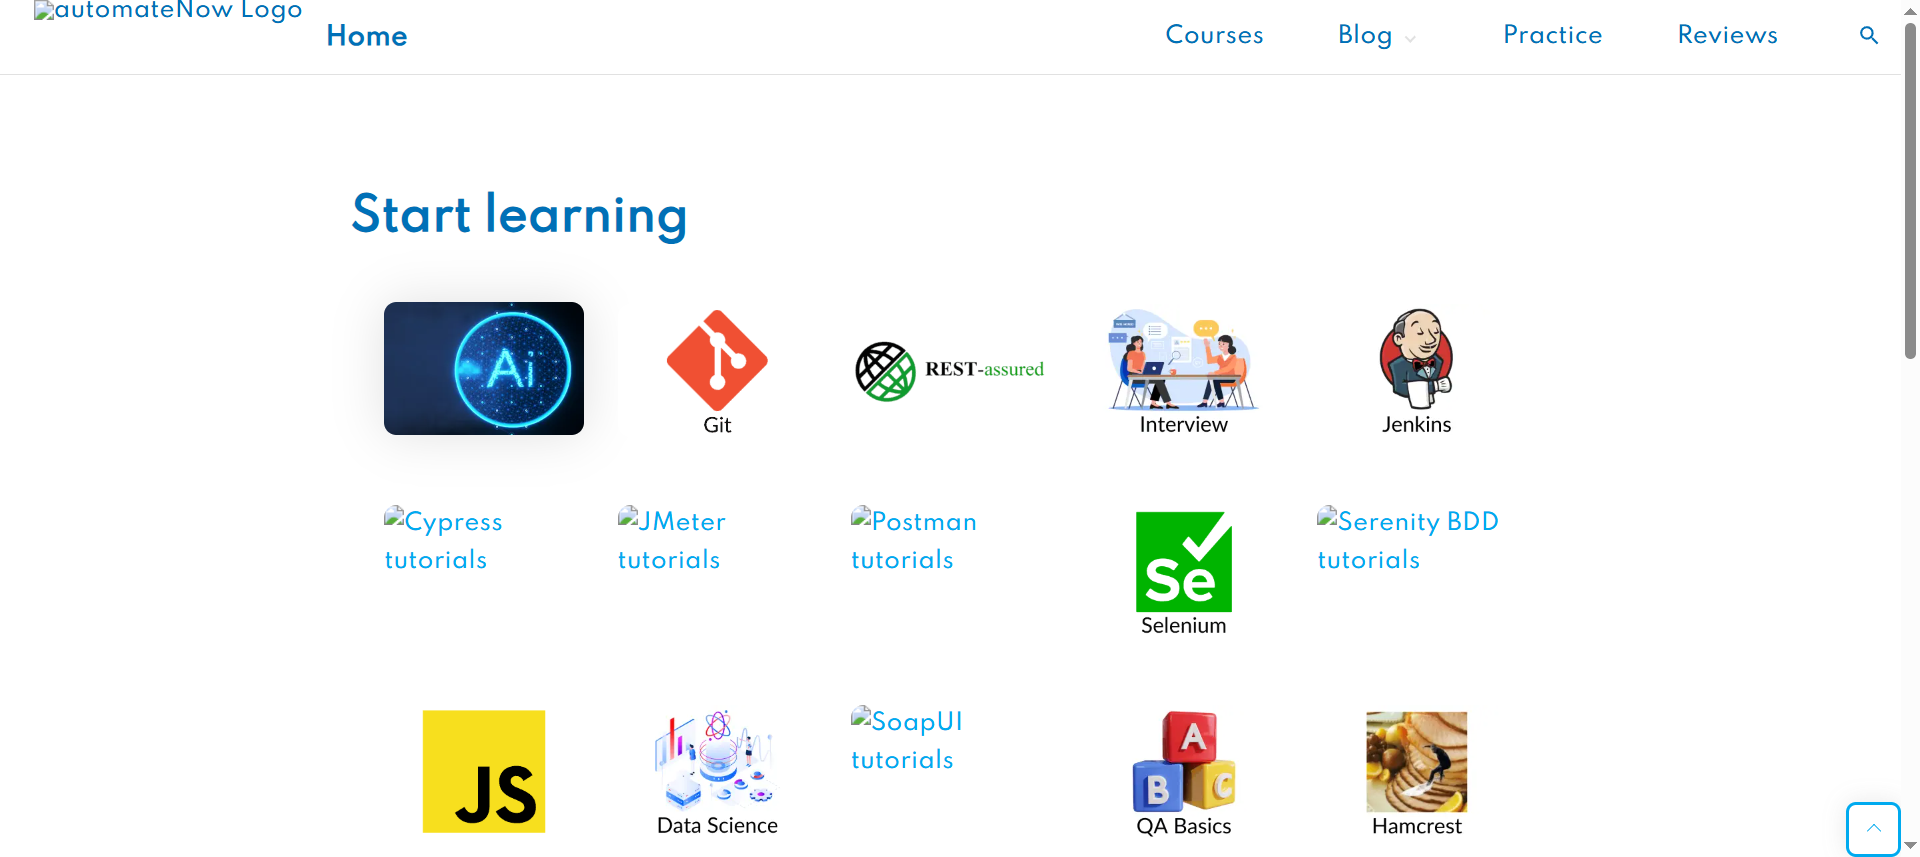 automateNow Logo
Home
Courses
Blog
Practice
Reviews
Start learning
Ai
Git
REST-assured
Interview
Jenkins
Cypress
tutorials
JMeter
tutorials
Postman
tutorials
Se
Selenium
Serenity BDD
tutorials
JS
Data Science
SoapUI
tutorials
A
B
C
QA Basics
Hamcrest